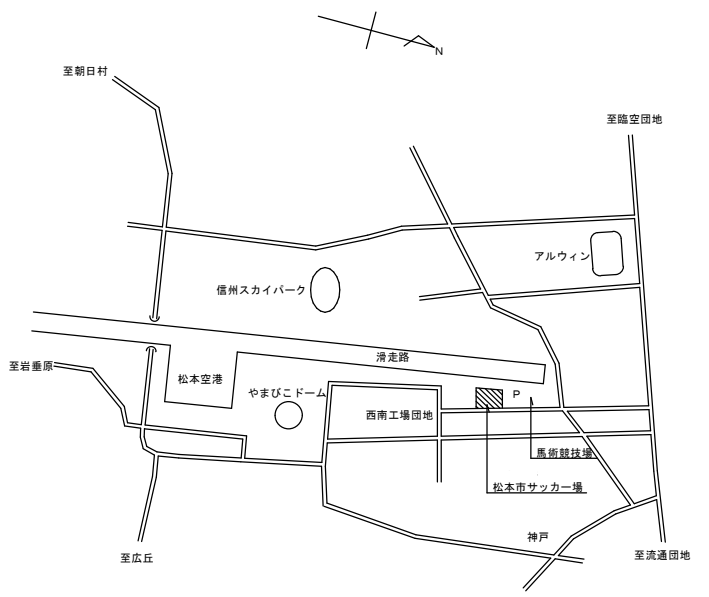 N
至朝日村
至臨空団地
アルウィン
信州スカイパーク
滑走路
至岩垂原
松本空港
やまびこドーム
P
西南工場団地
馬術競技場
松本市サッカー場
神戸
至広丘
至流通団地